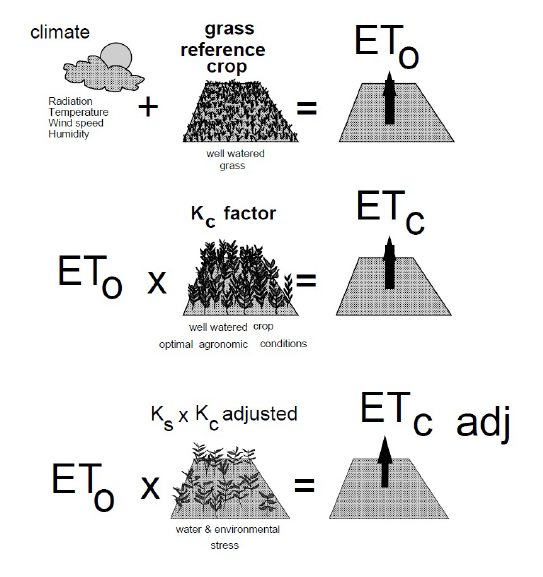 climate
Radiation
Temperature
Wind speed
Humidity
+
grass
reference
crop
well watered
grass
=
ETo
Kc factor
ETo x
well watered crop
optimal agronomic conditions
=
ETc
Ks x Kc adjusted
ETo x
water & environmental
stress
=
ETc adj